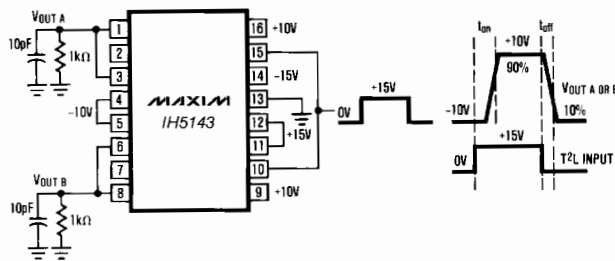 VOUT A
10pF
1kΩ
1
2
3
4
5
6
7
8
-10V
MAXIM
IH5143
16
15
14
13
12
11
10
9
+10V
-15V
+15V
+10V
VOUT B
10pF
1kΩ
0V
+15V
ton
toff
+10V
90%
-10V
VOUT A OR B
10%
+15V
0V
T²L INPUT